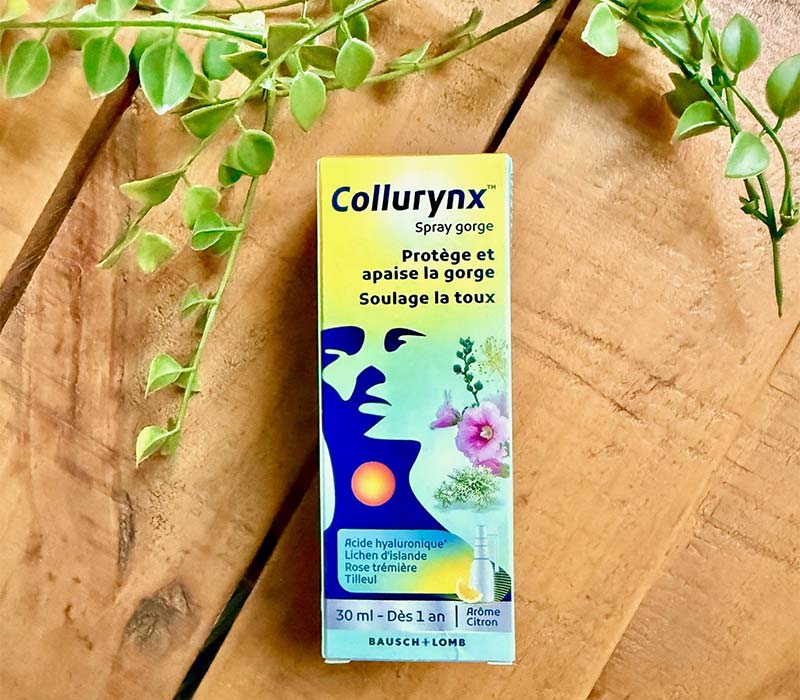 Collurynx™
Spray gorge
Protège et
apaise la gorge
Soulage la toux
Acide hyaluronique*
Lichen d'islande
Rose trémière
Tilleul
30 ml - Dès 1 an
Arôme
Citron
BAUSCH + LOMB